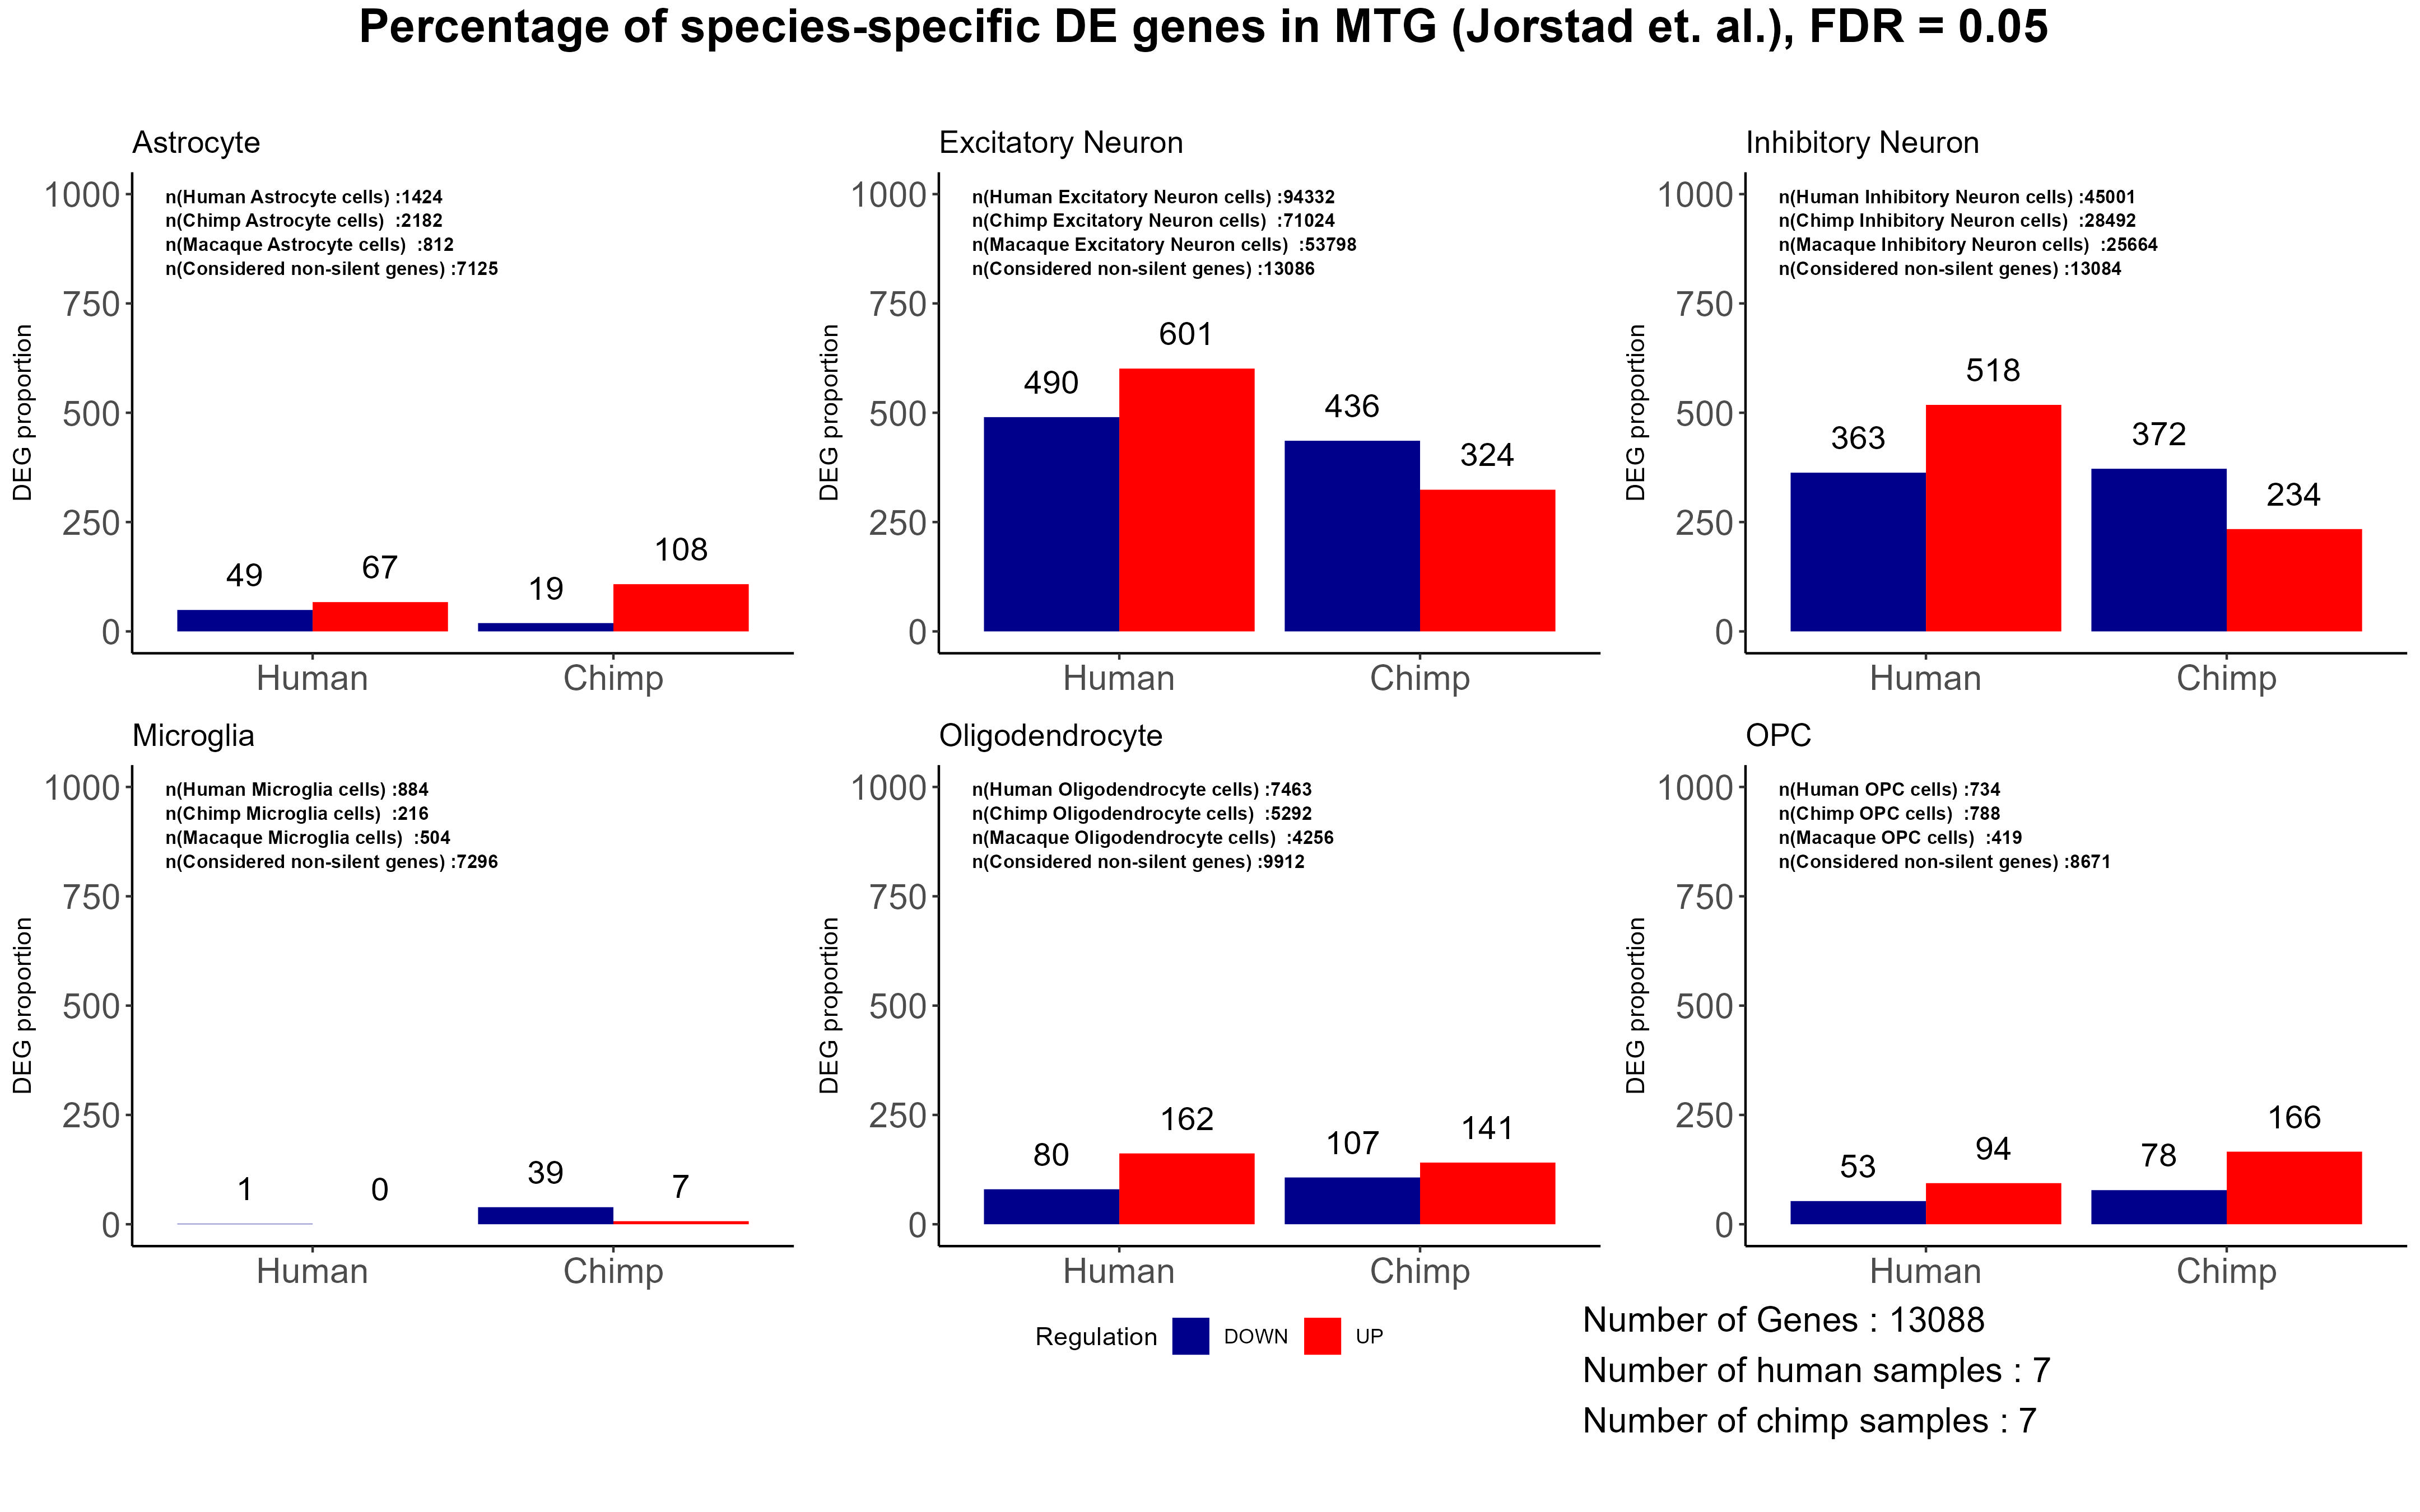 Percentage of species-specific DE genes in MTG (Jorstad et. al.), FDR = 0.05
Astrocyte
n(Human Astrocyte cells) :1424
n(Chimp Astrocyte cells)  :2182
n(Macaque Astrocyte cells)  :812
n(Considered non-silent genes) :7125
DEG proportion
1000
750
500
250
0
49
67
19
108
Human
Chimp
Excitatory Neuron
n(Human Excitatory Neuron cells) :94332
n(Chimp Excitatory Neuron cells)  :71024
n(Macaque Excitatory Neuron cells)  :53798
n(Considered non-silent genes) :13086
DEG proportion
1000
750
500
250
0
490
601
436
324
Human
Chimp
Inhibitory Neuron
n(Human Inhibitory Neuron cells) :45001
n(Chimp Inhibitory Neuron cells)  :28492
n(Macaque Inhibitory Neuron cells)  :25664
n(Considered non-silent genes) :13084
DEG proportion
1000
750
500
250
0
363
518
372
234
Human
Chimp
Microglia
n(Human Microglia cells) :884
n(Chimp Microglia cells)  :216
n(Macaque Microglia cells)  :504
n(Considered non-silent genes) :7296
DEG proportion
1000
750
500
250
0
1
0
39
7
Human
Chimp
Oligodendrocyte
n(Human Oligodendrocyte cells) :7463
n(Chimp Oligodendrocyte cells)  :5292
n(Macaque Oligodendrocyte cells)  :4256
n(Considered non-silent genes) :9912
DEG proportion
1000
750
500
250
0
80
162
107
141
Human
Chimp
OPC
n(Human OPC cells) :734
n(Chimp OPC cells)  :788
n(Macaque OPC cells)  :419
n(Considered non-silent genes) :8671
DEG proportion
1000
750
500
250
0
53
94
78
166
Human
Chimp
Regulation DOWN UP
Number of Genes : 13088
Number of human samples : 7
Number of chimp samples : 7